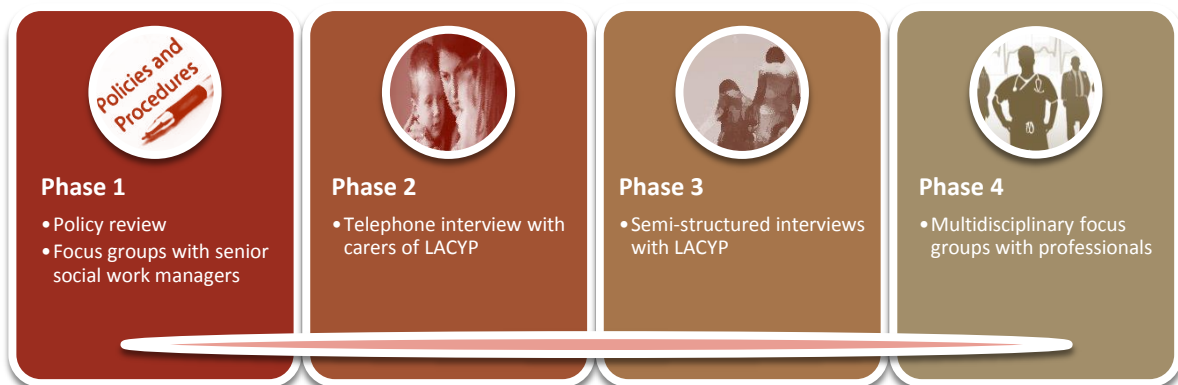 Policies and
Procedures
Phase 1
•Policy review
•Focus groups with senior
social work managers
Phase 2
•Telephone interview with
carers of LACYP
Phase 3
•Semi-structured interviews
with LACYP
Phase 4
•Multidisciplinary focus
groups with professionals